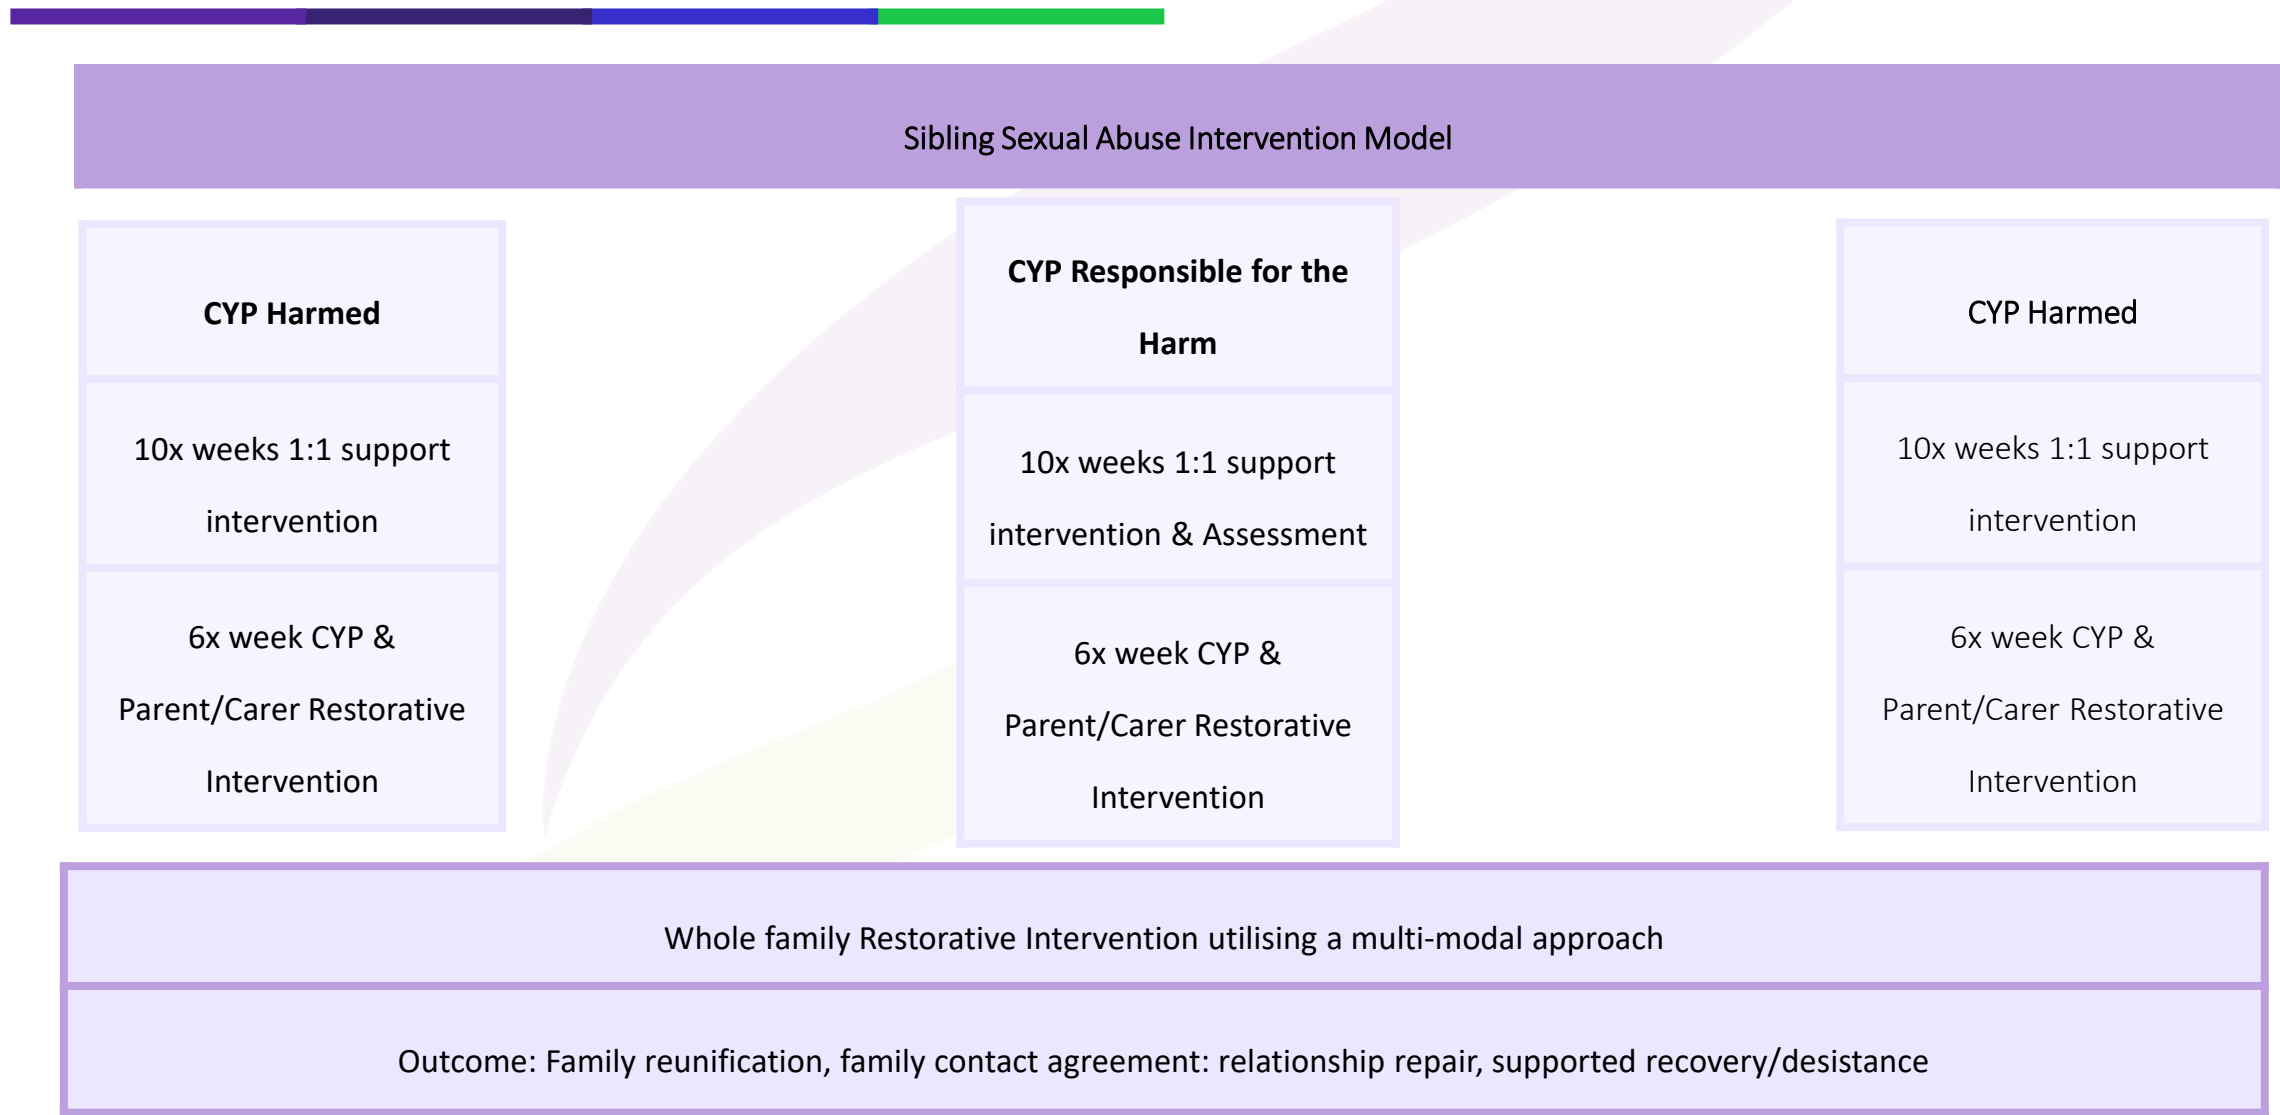 Sibling Sexual Abuse Intervention Model
CYP Harmed
10x weeks 1:1 support
intervention
6x week CYP &
Parent/Carer Restorative
Intervention
CYP Responsible for the
Harm
10x weeks 1:1 support
intervention & Assessment
6x week CYP &
Parent/Carer Restorative
Intervention
CYP Harmed
10x weeks 1:1 support
intervention
6x week CYP &
Parent/Carer Restorative
Intervention
Whole family Restorative Intervention utilising a multi-modal approach
Outcome: Family reunification, family contact agreement: relationship repair, supported recovery/desistance